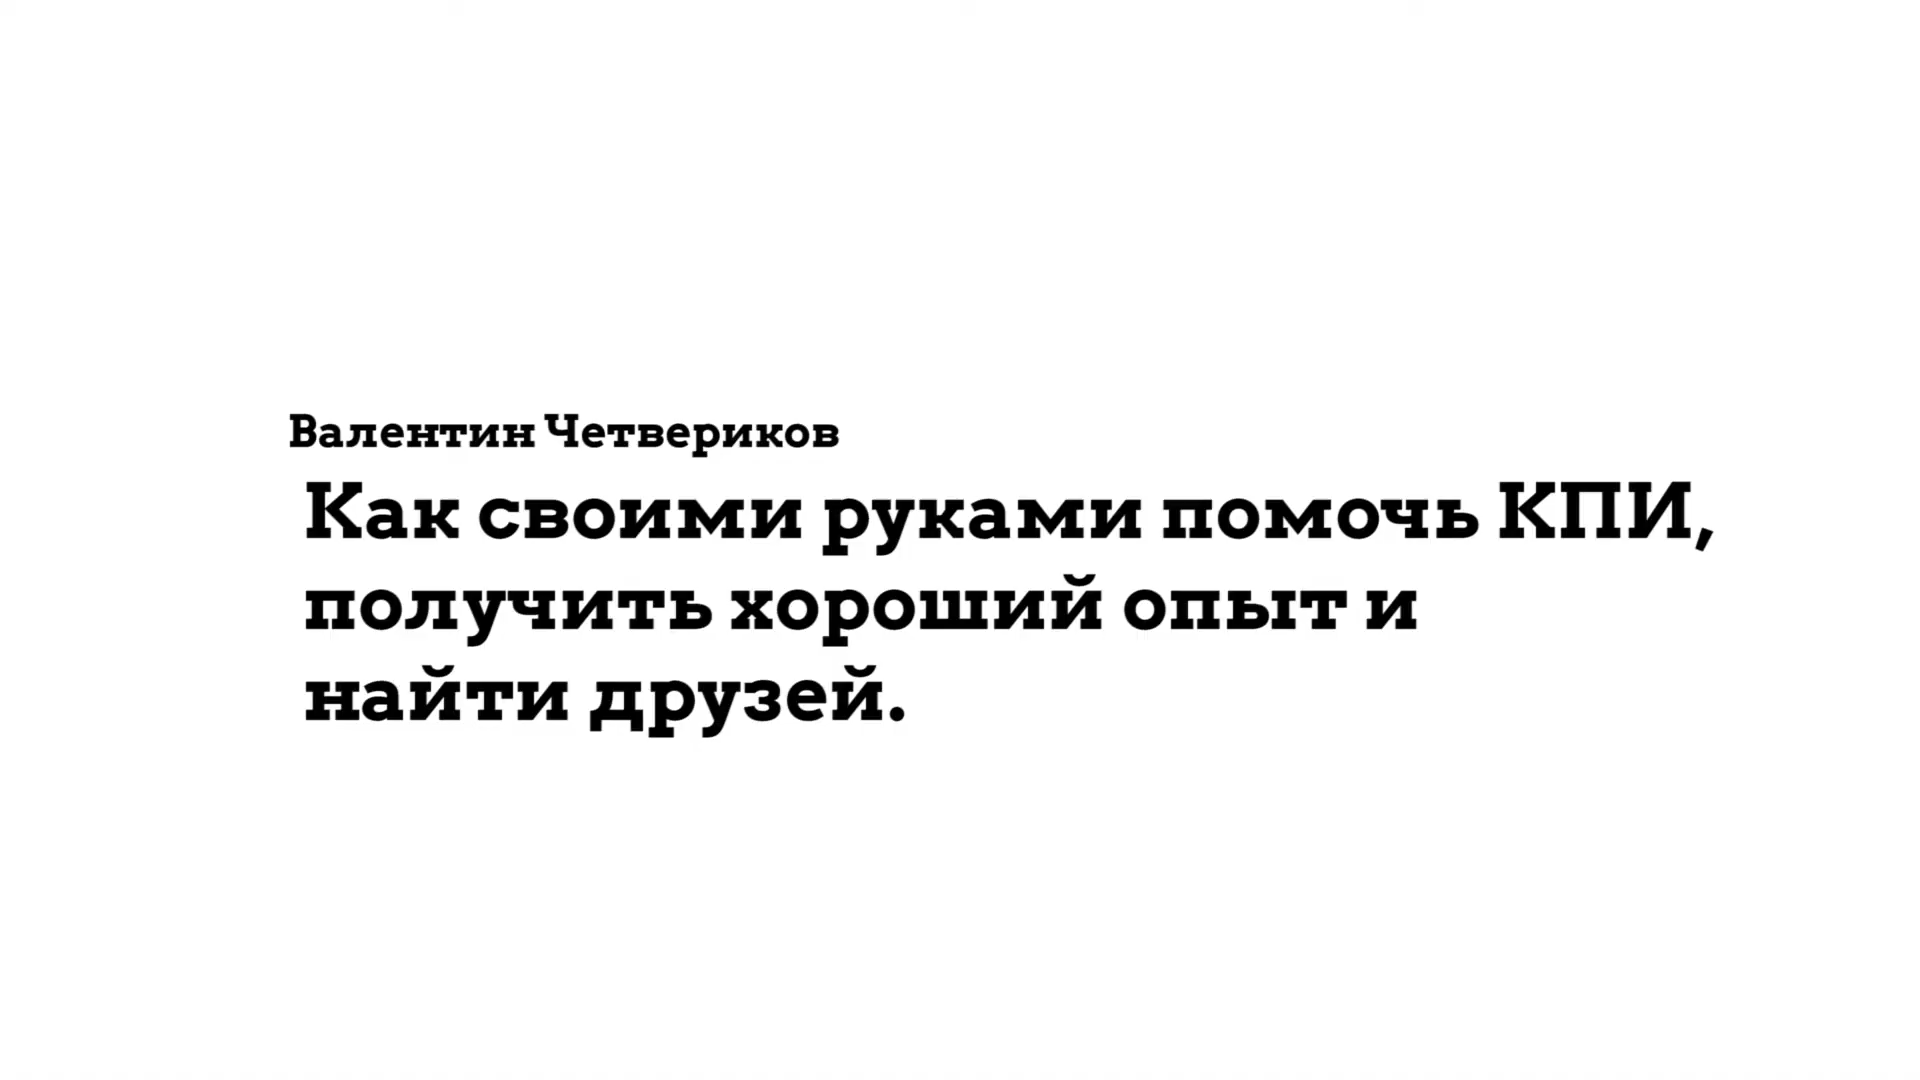 Валентин Четвериков
Как своими руками помочь КПИ,
получить хороший опыт и
найти друзей.